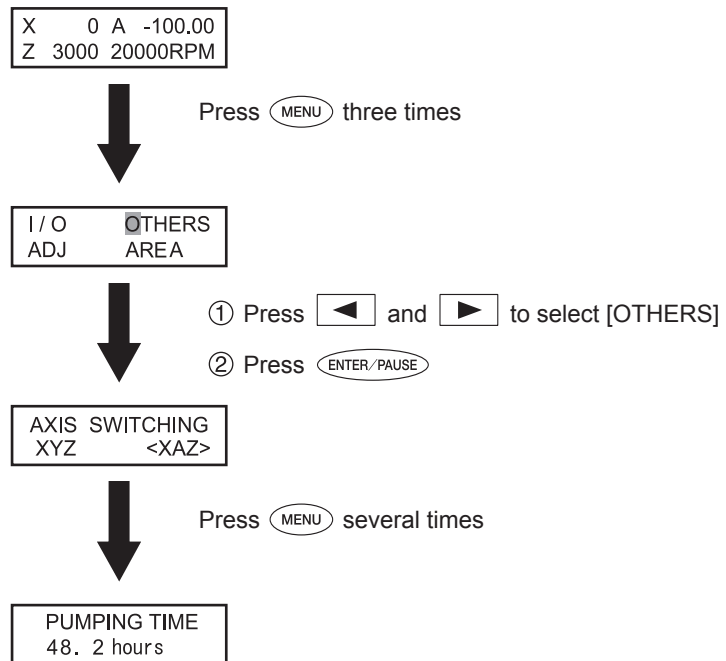 X 0 A -100.00
Z 3000 20000RPM
Press MENU three times
I / O OTHERS
ADJ AREA
① Press ◄ and ► to select [OTHERS]
② Press ENTER/PAUSE
AXIS SWITCHING
XYZ <XAZ>
Press MENU several times
PUMPING TIME
48. 2 hours